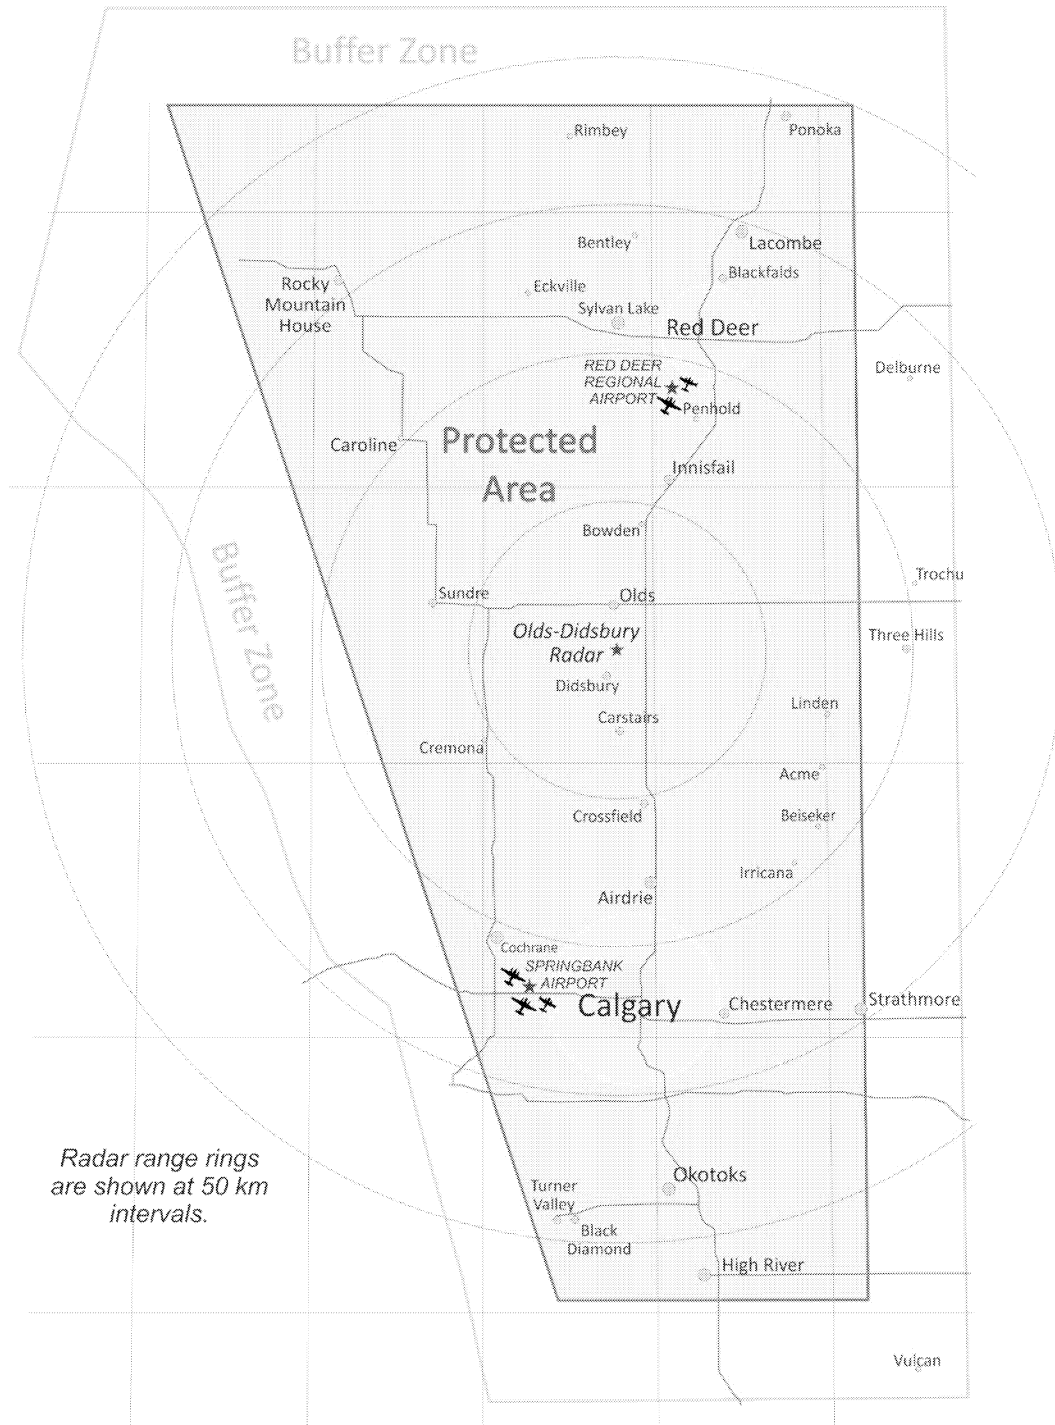 Buffer Zone
Rimbey
Ponoka
Bentley
Lacombe
Blackfalds
Rocky
Mountain
House
Eckville
Sylvan Lake
Red Deer
RED DEER
REGIONAL
AIRPORT
Delburne
Penhold
Caroline
Protected
Area
Innisfail
Bowden
Buffer Zone
Trochu
Sundre
Olds
Olds-Didsbury
Radar
Three Hills
Didsbury
Linden
Carstairs
Cremona
Acme
Crossfield
Beiseker
Irricana
Airdrie
Cochrane
SPRINGBANK
AIRPORT
Calgary
Chestermere
Strathmore
Radar range rings
are shown at 50 km
intervals.
Okotoks
Turner
Valley
Black
Diamond
High River
Vulcan